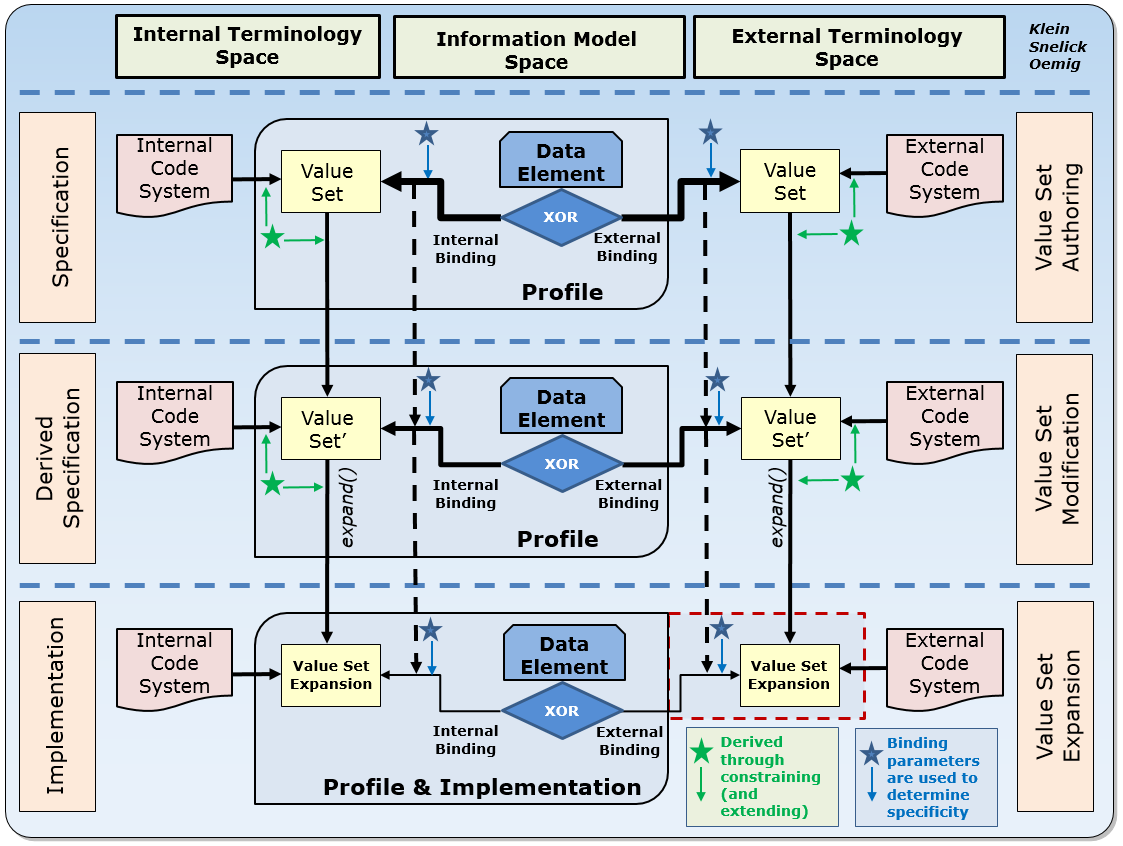 Internal Terminology
Space
Information Model
Space
External Terminology
Space
Klein
Snelick
Oemig
Specification
Internal
Code
System
Value
Set
Data
Element
XOR
Internal
Binding
External
Binding
Profile
Value
Set
External
Code
System
Value Set
Authoring
Derived
Specification
Internal
Code
System
Value
Set’
expand()
Data
Element
XOR
Internal
Binding
External
Binding
Profile
Value
Set’
expand()
External
Code
System
Value Set
Modification
Implementation
Internal
Code
System
Value Set
Expansion
Data
Element
XOR
Internal
Binding
External
Binding
Profile & Implementation
Value Set
Expansion
External
Code
System
Value Set
Expansion
Derived
through
constraining
(and
extending)
Binding
parameters
are used to
determine
specificity